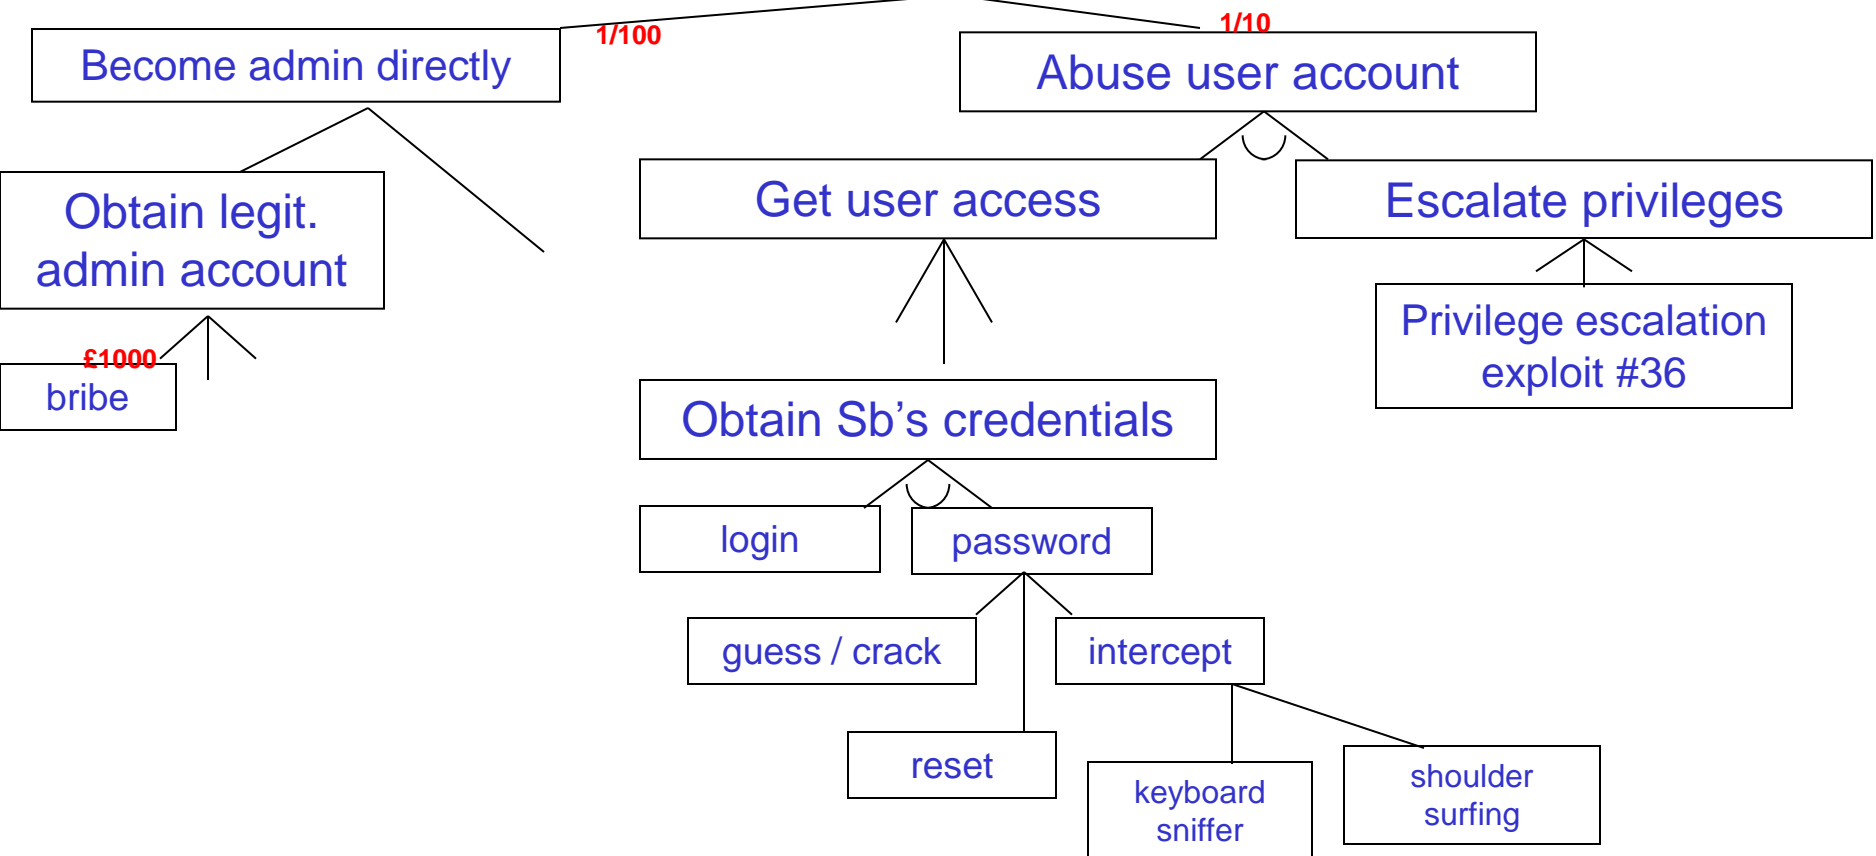 1/100
1/10
Become admin directly
Abuse user account
Obtain legit.
admin account
Get user access
Escalate privileges
£1000
bribe
Privilege escalation
exploit #36
Obtain Sb’s credentials
login
password
guess / crack
intercept
reset
keyboard
sniffer
shoulder
surfing